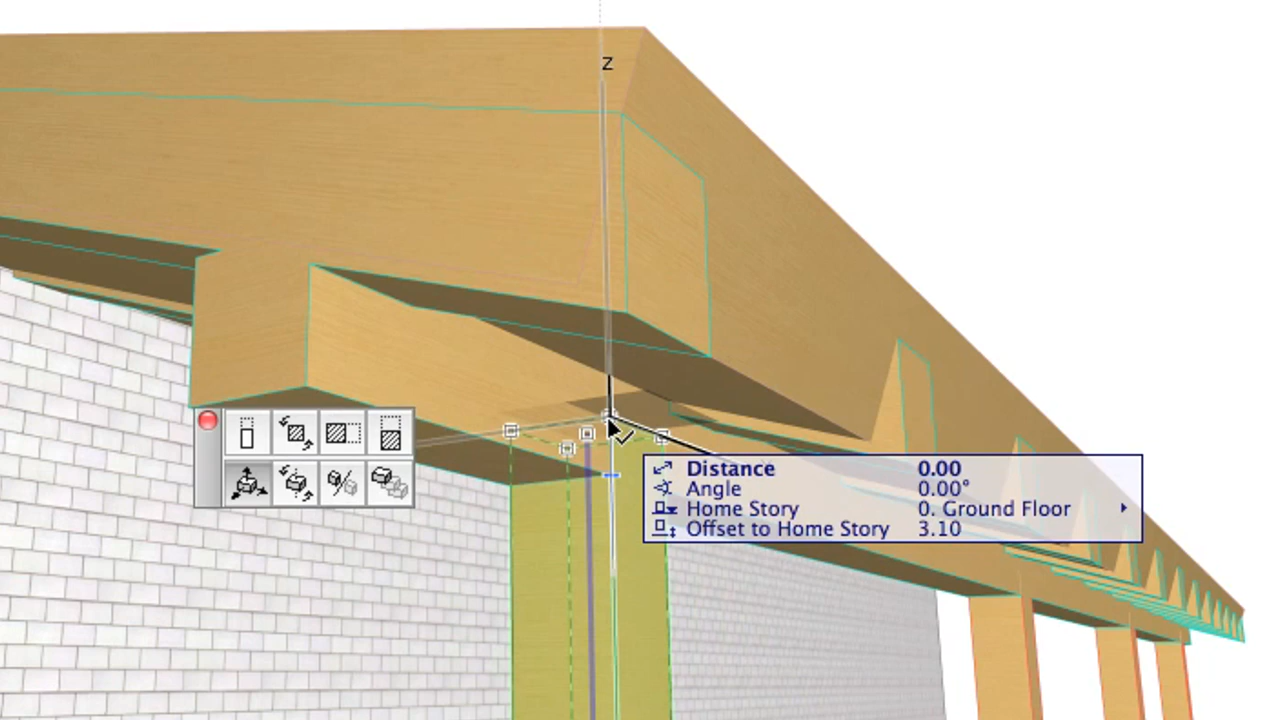 z
Distance 0.00
Angle 0.00°
Home Story 0. Ground Floor
Offset to Home Story 3.10